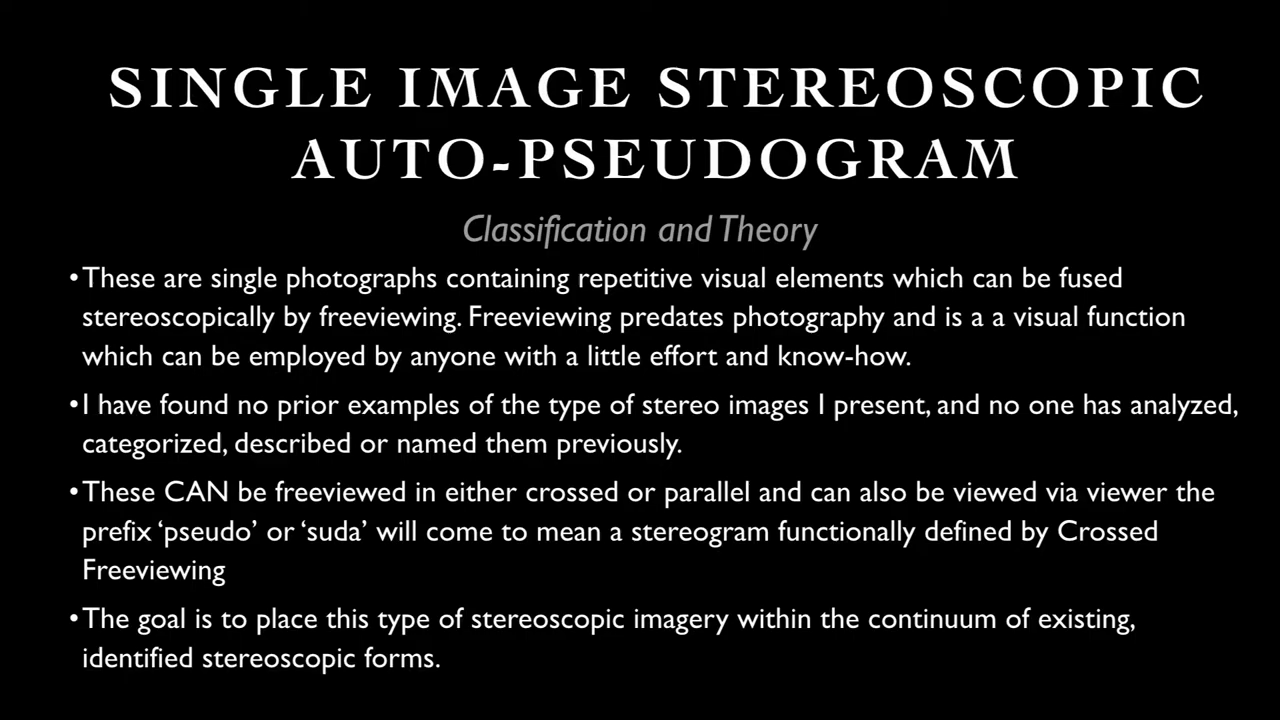 SINGLE IMAGE STEREOSCOPIC
AUTO-PSEUDOGRAM
Classification and Theory
•These are single photographs containing repetitive visual elements which can be fused
stereoscopically by freeviewing. Freeviewing predates photography and is a a visual function
which can be employed by anyone with a little effort and know-how.
•I have found no prior examples of the type of stereo images I present, and no one has analyzed,
categorized, described or named them previously.
•These CAN be freeviewed in either crossed or parallel and can also be viewed via viewer the
prefix ‘pseudo’ or ‘suda’ will come to mean a stereogram functionally defined by Crossed
Freeviewing
•The goal is to place this type of stereoscopic imagery within the continuum of existing,
identified stereoscopic forms.